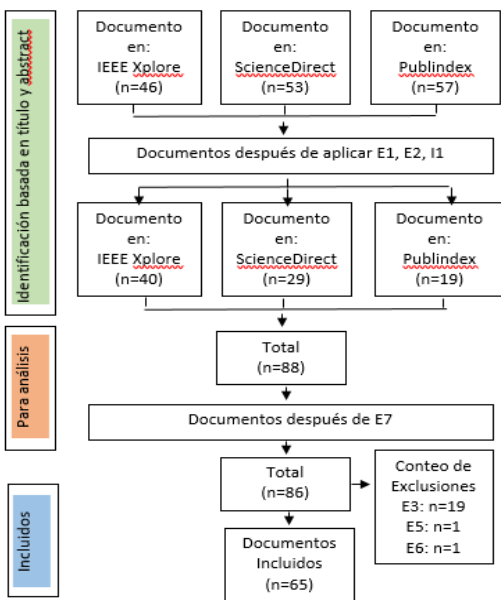 Identificación basada en título y abstract
Documento
en:
IEEE Xplore
(n=46)
Documento
en:
ScienceDirect
(n=53)
Documento
en:
Publindex
(n=57)
Documentos después de aplicar E1, E2, I1
Documento
en:
IEEE Xplore
(n=40)
Documento
en:
ScienceDirect
(n=29)
Documento
en:
Publindex
(n=19)
Para análisis
Total
(n=88)
Documentos después de E7
Total
(n=86)
Conteo de
Exclusiones
E3: n=19
E5: n=1
E6: n=1
Incluidos
Documentos
Incluidos
(n=65)